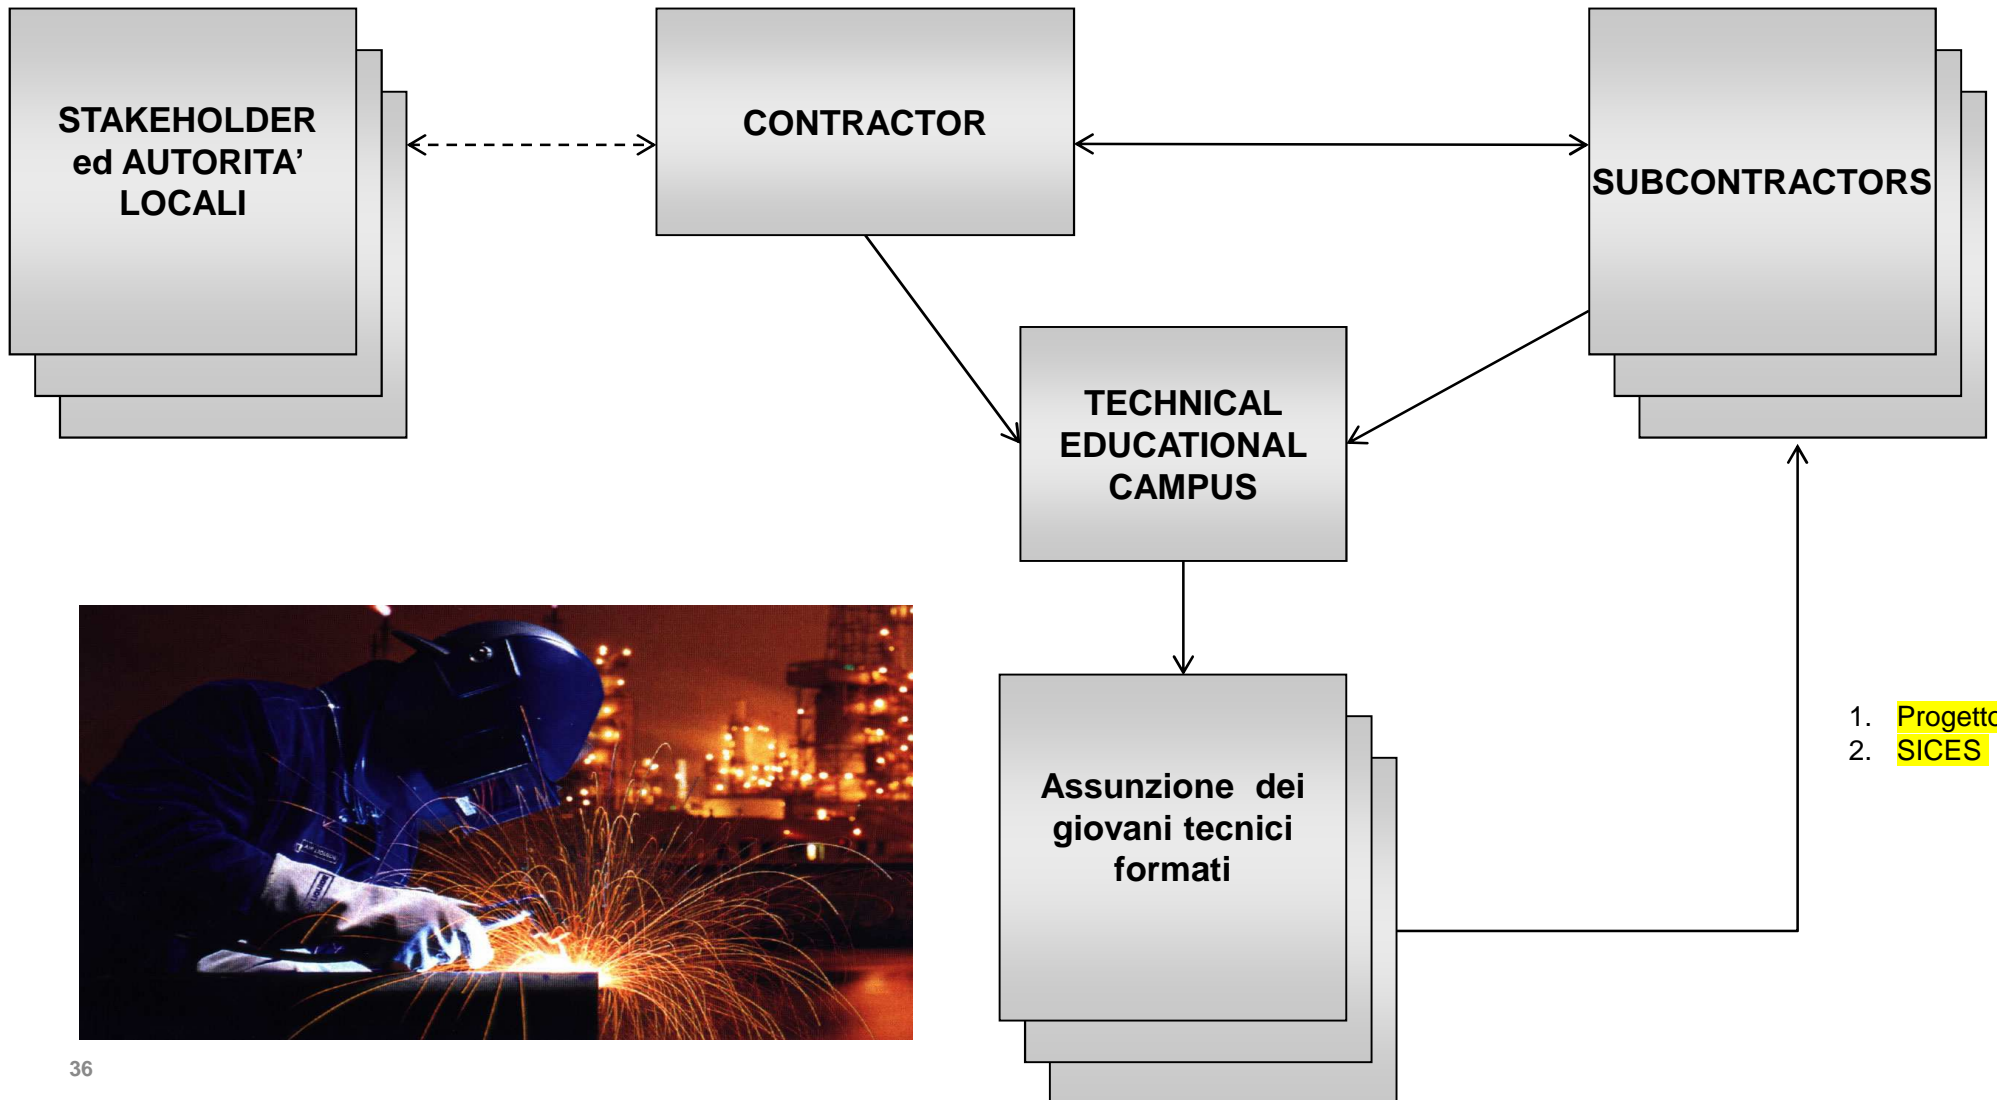 STAKEHOLDER
ed AUTORITA’
LOCALI
CONTRACTOR
SUBCONTRACTORS
TECHNICAL
EDUCATIONAL
CAMPUS
Assunzione dei
giovani tecnici
formati
1. Progetto
2. SICES
36